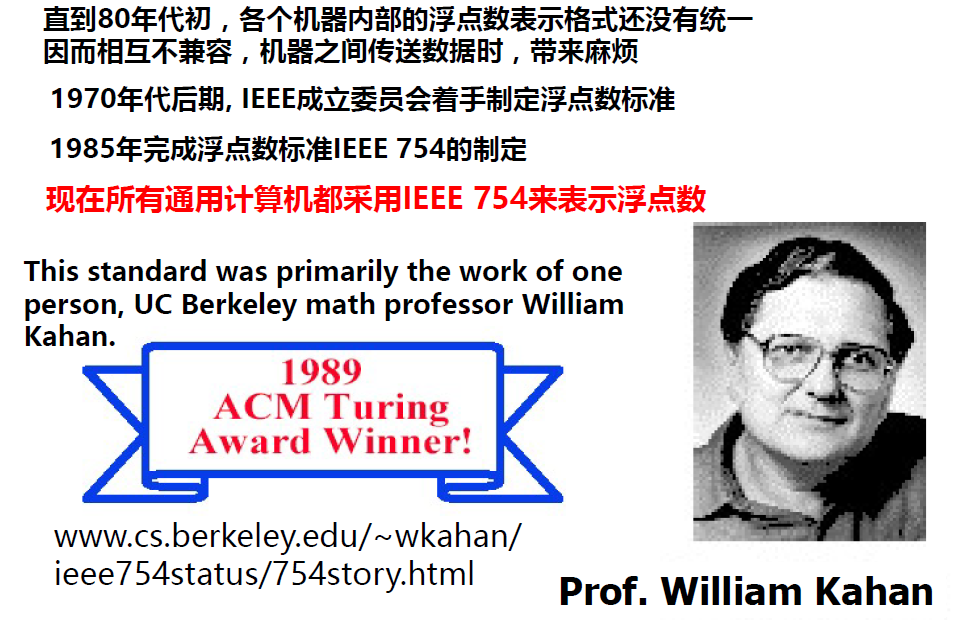 直到80年代初，各个机器内部的浮点数表示格式还没有统一
因而相互不兼容，机器之间传送数据时，带来麻烦
1970年代后期, IEEE成立委员会着手制定浮点数标准
1985年完成浮点数标准IEEE 754的制定
现在所有通用计算机都采用IEEE 754来表示浮点数
This standard was primarily the work of one
person, UC Berkeley math professor William
Kahan.
1989
ACM Turing
Award Winner!
www.cs.berkeley.edu/~wkahan/
ieee754status/754story.html
Prof. William Kahan